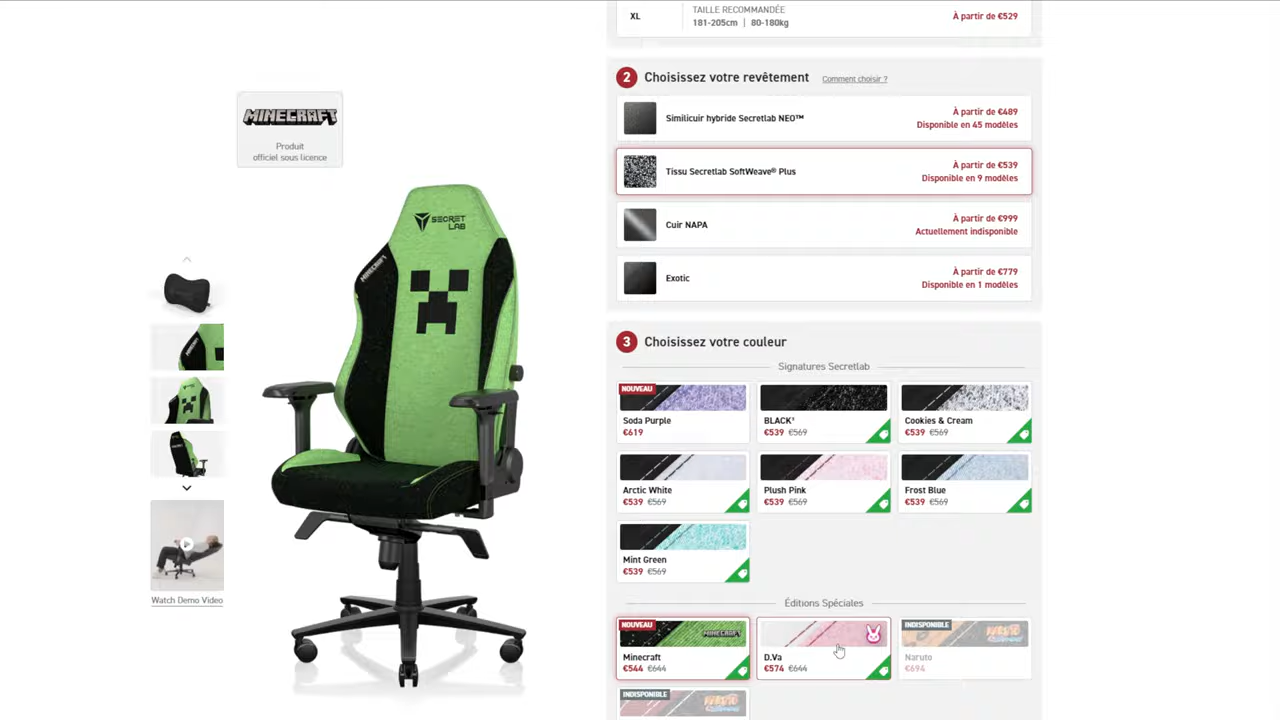 XL
TAILLE RECOMMANDÉE
181-205cm | 80-180kg
À partir de €529
2 Choisissez votre revêtement Comment choisir ?
Similicuir hybride Secretlab NEO™
À partir de €489
Disponible en 45 modèles
Tissu Secretlab SoftWeave® Plus
À partir de €539
Disponible en 9 modèles
Cuir NAPA
À partir de €999
Actuellement indisponible
Exotic
À partir de €779
Disponible en 1 modèles
3 Choisissez votre couleur
Signatures Secretlab
NOUVEAU
Soda Purple
€619
BLACK³
€539 €569
Cookies & Cream
€539 €569
Arctic White
€539 €569
Plush Pink
€539 €569
Frost Blue
€539 €569
Mint Green
€539 €569
Éditions Spéciales
NOUVEAU
MINECRAFT
Minecraft
€544 €644
D.Va
€574 €644
INDISPONIBLE
Naruto
€694
INDISPONIBLE
MINECRAFT
Produit
officiel sous licence
SECRET
LAB
MINECRAFT
Watch Demo Video